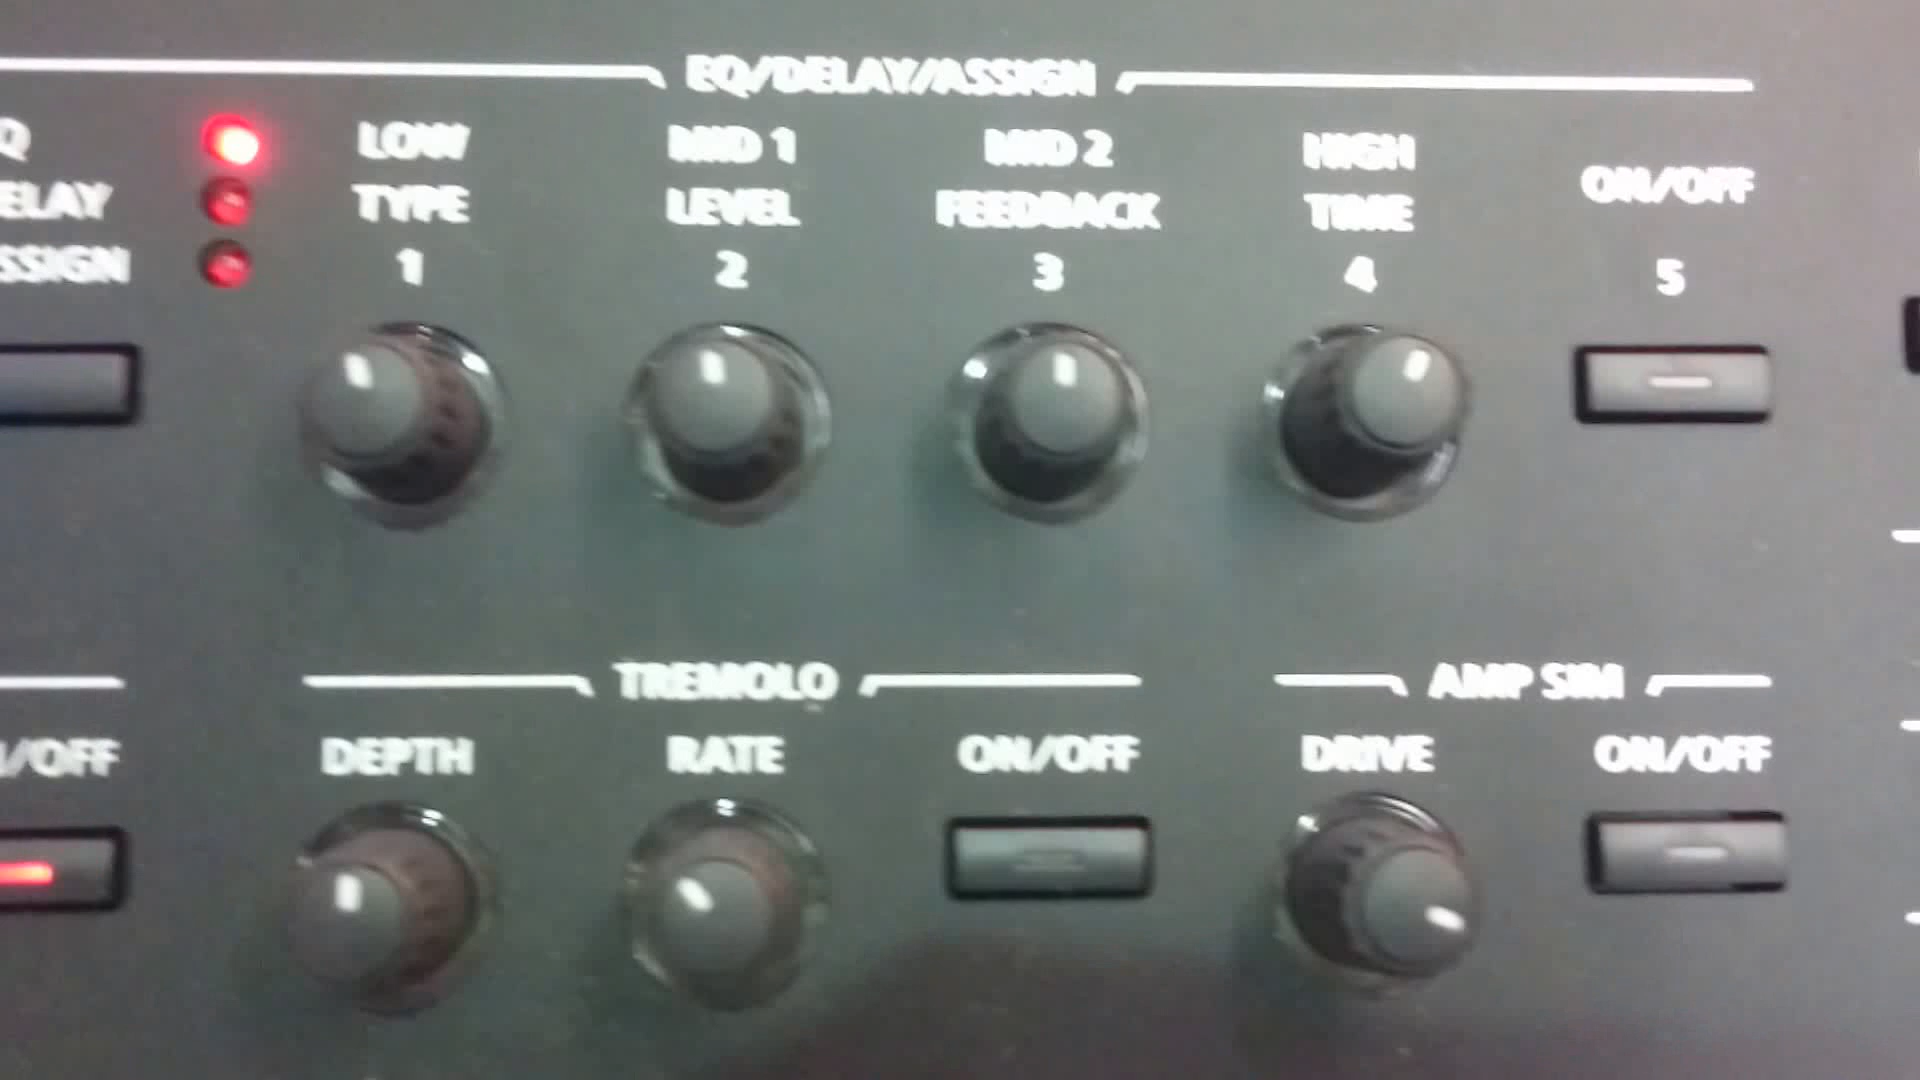 EQ/DELAY/ASSIGN
Q LOW MID 1 MID 2 HIGH ON/OFF
ELAY TYPE LEVEL FEEDBACK TIME
SSIGN 1 2 3 4 5
TREMOLO AMP SIM
/OFF DEPTH RATE ON/OFF DRIVE ON/OFF